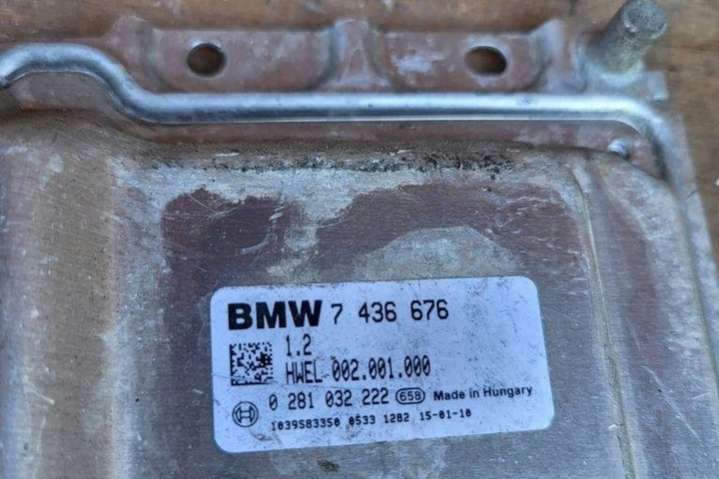 BMW 7 436 676
1.2
HWEL 002.001.000
0 281 032 222 658 Made in Hungary
1039S83350 0533 1282 15-01-10